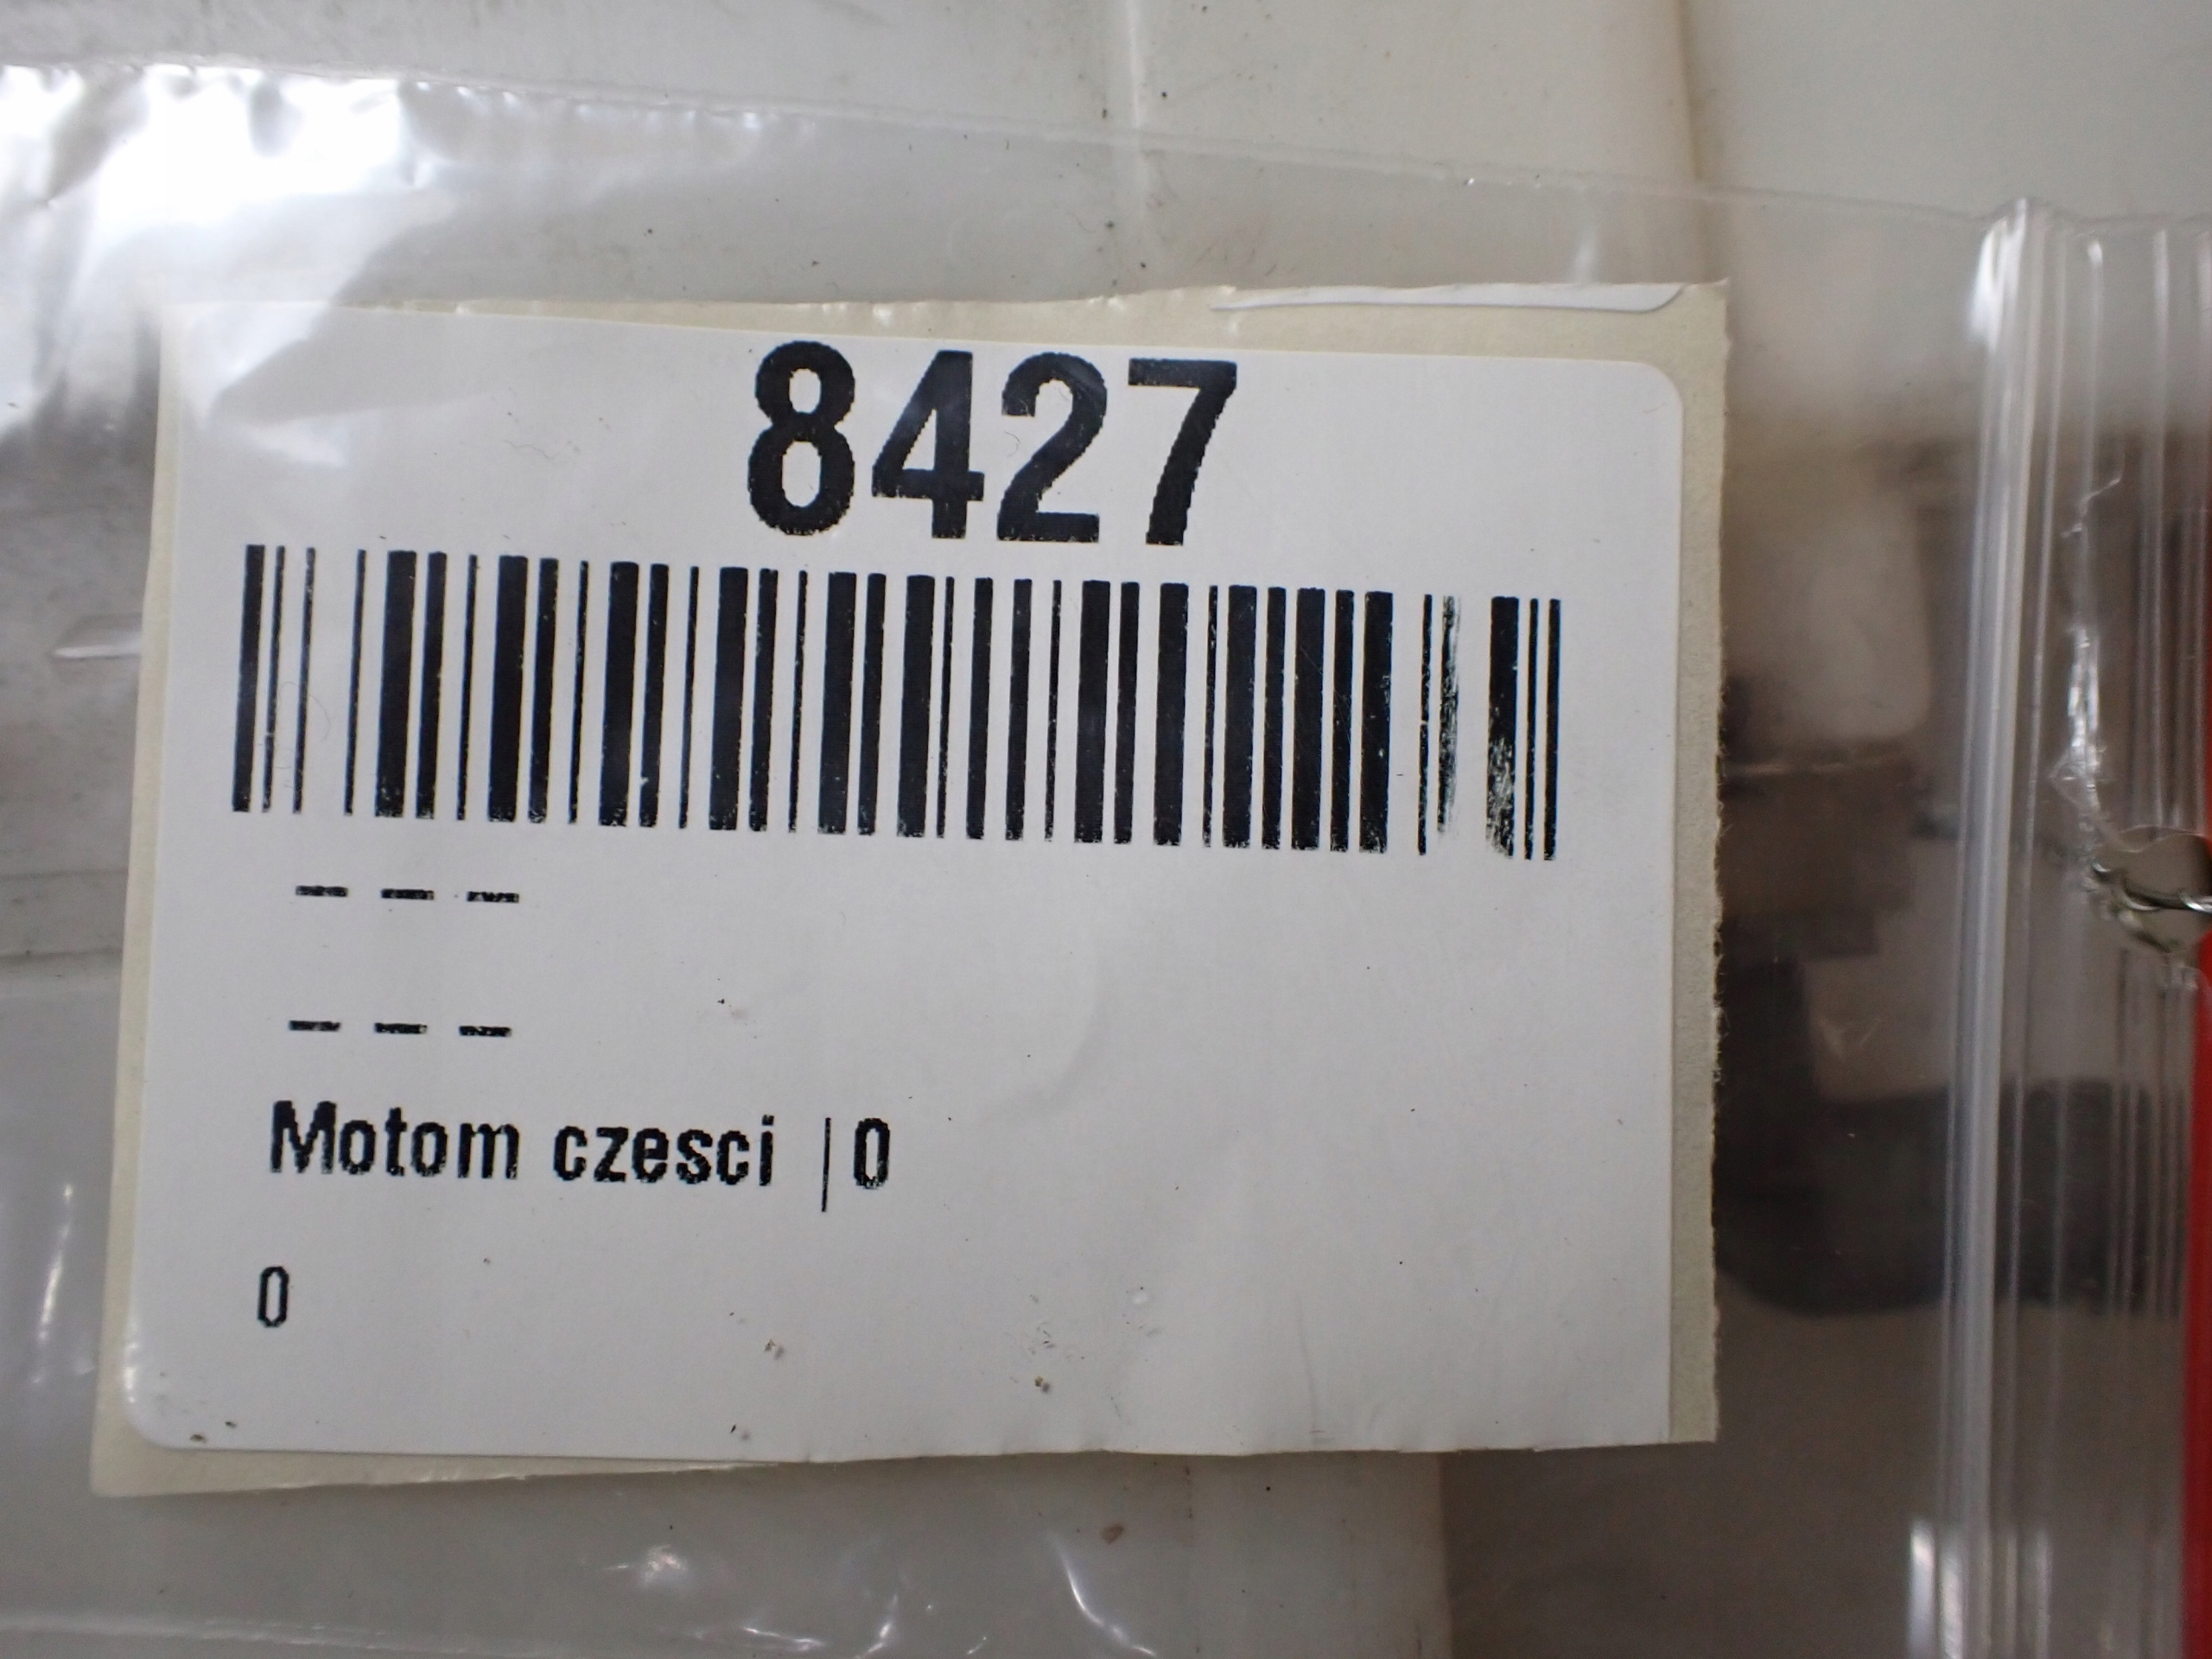 8427
– – –
– – –
Motom czesci |0
0